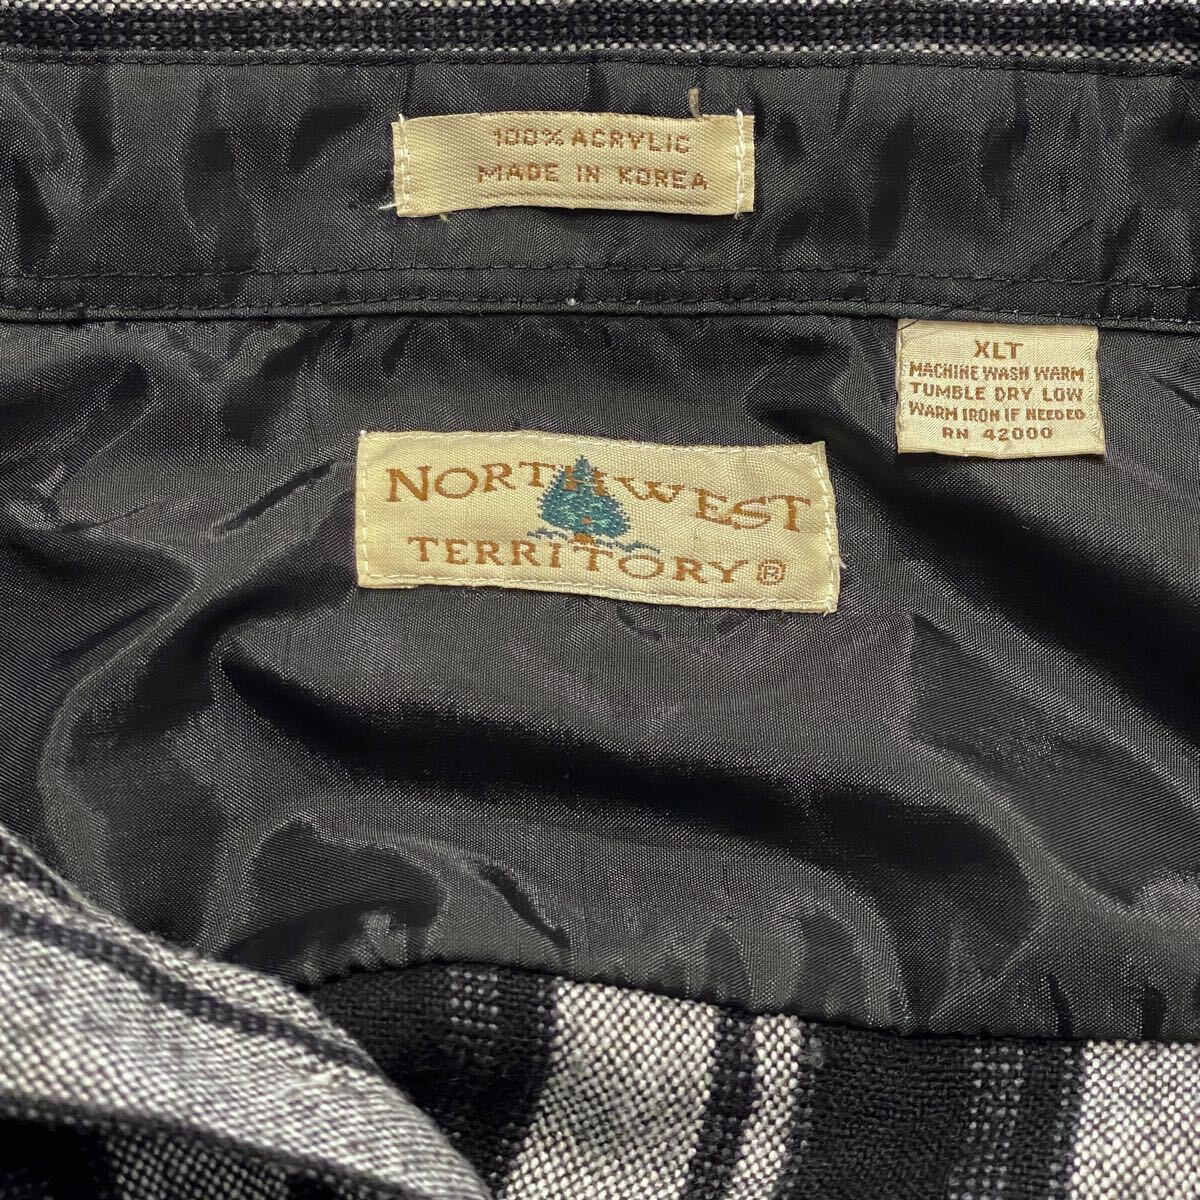 100% ACRYLIC
MADE IN KOREA
XLT
MACHINE WASH WARM
TUMBLE DRY LOW
WARM IRON IF NEEDED
RN 42000
NORTHWEST
TERRITORY®